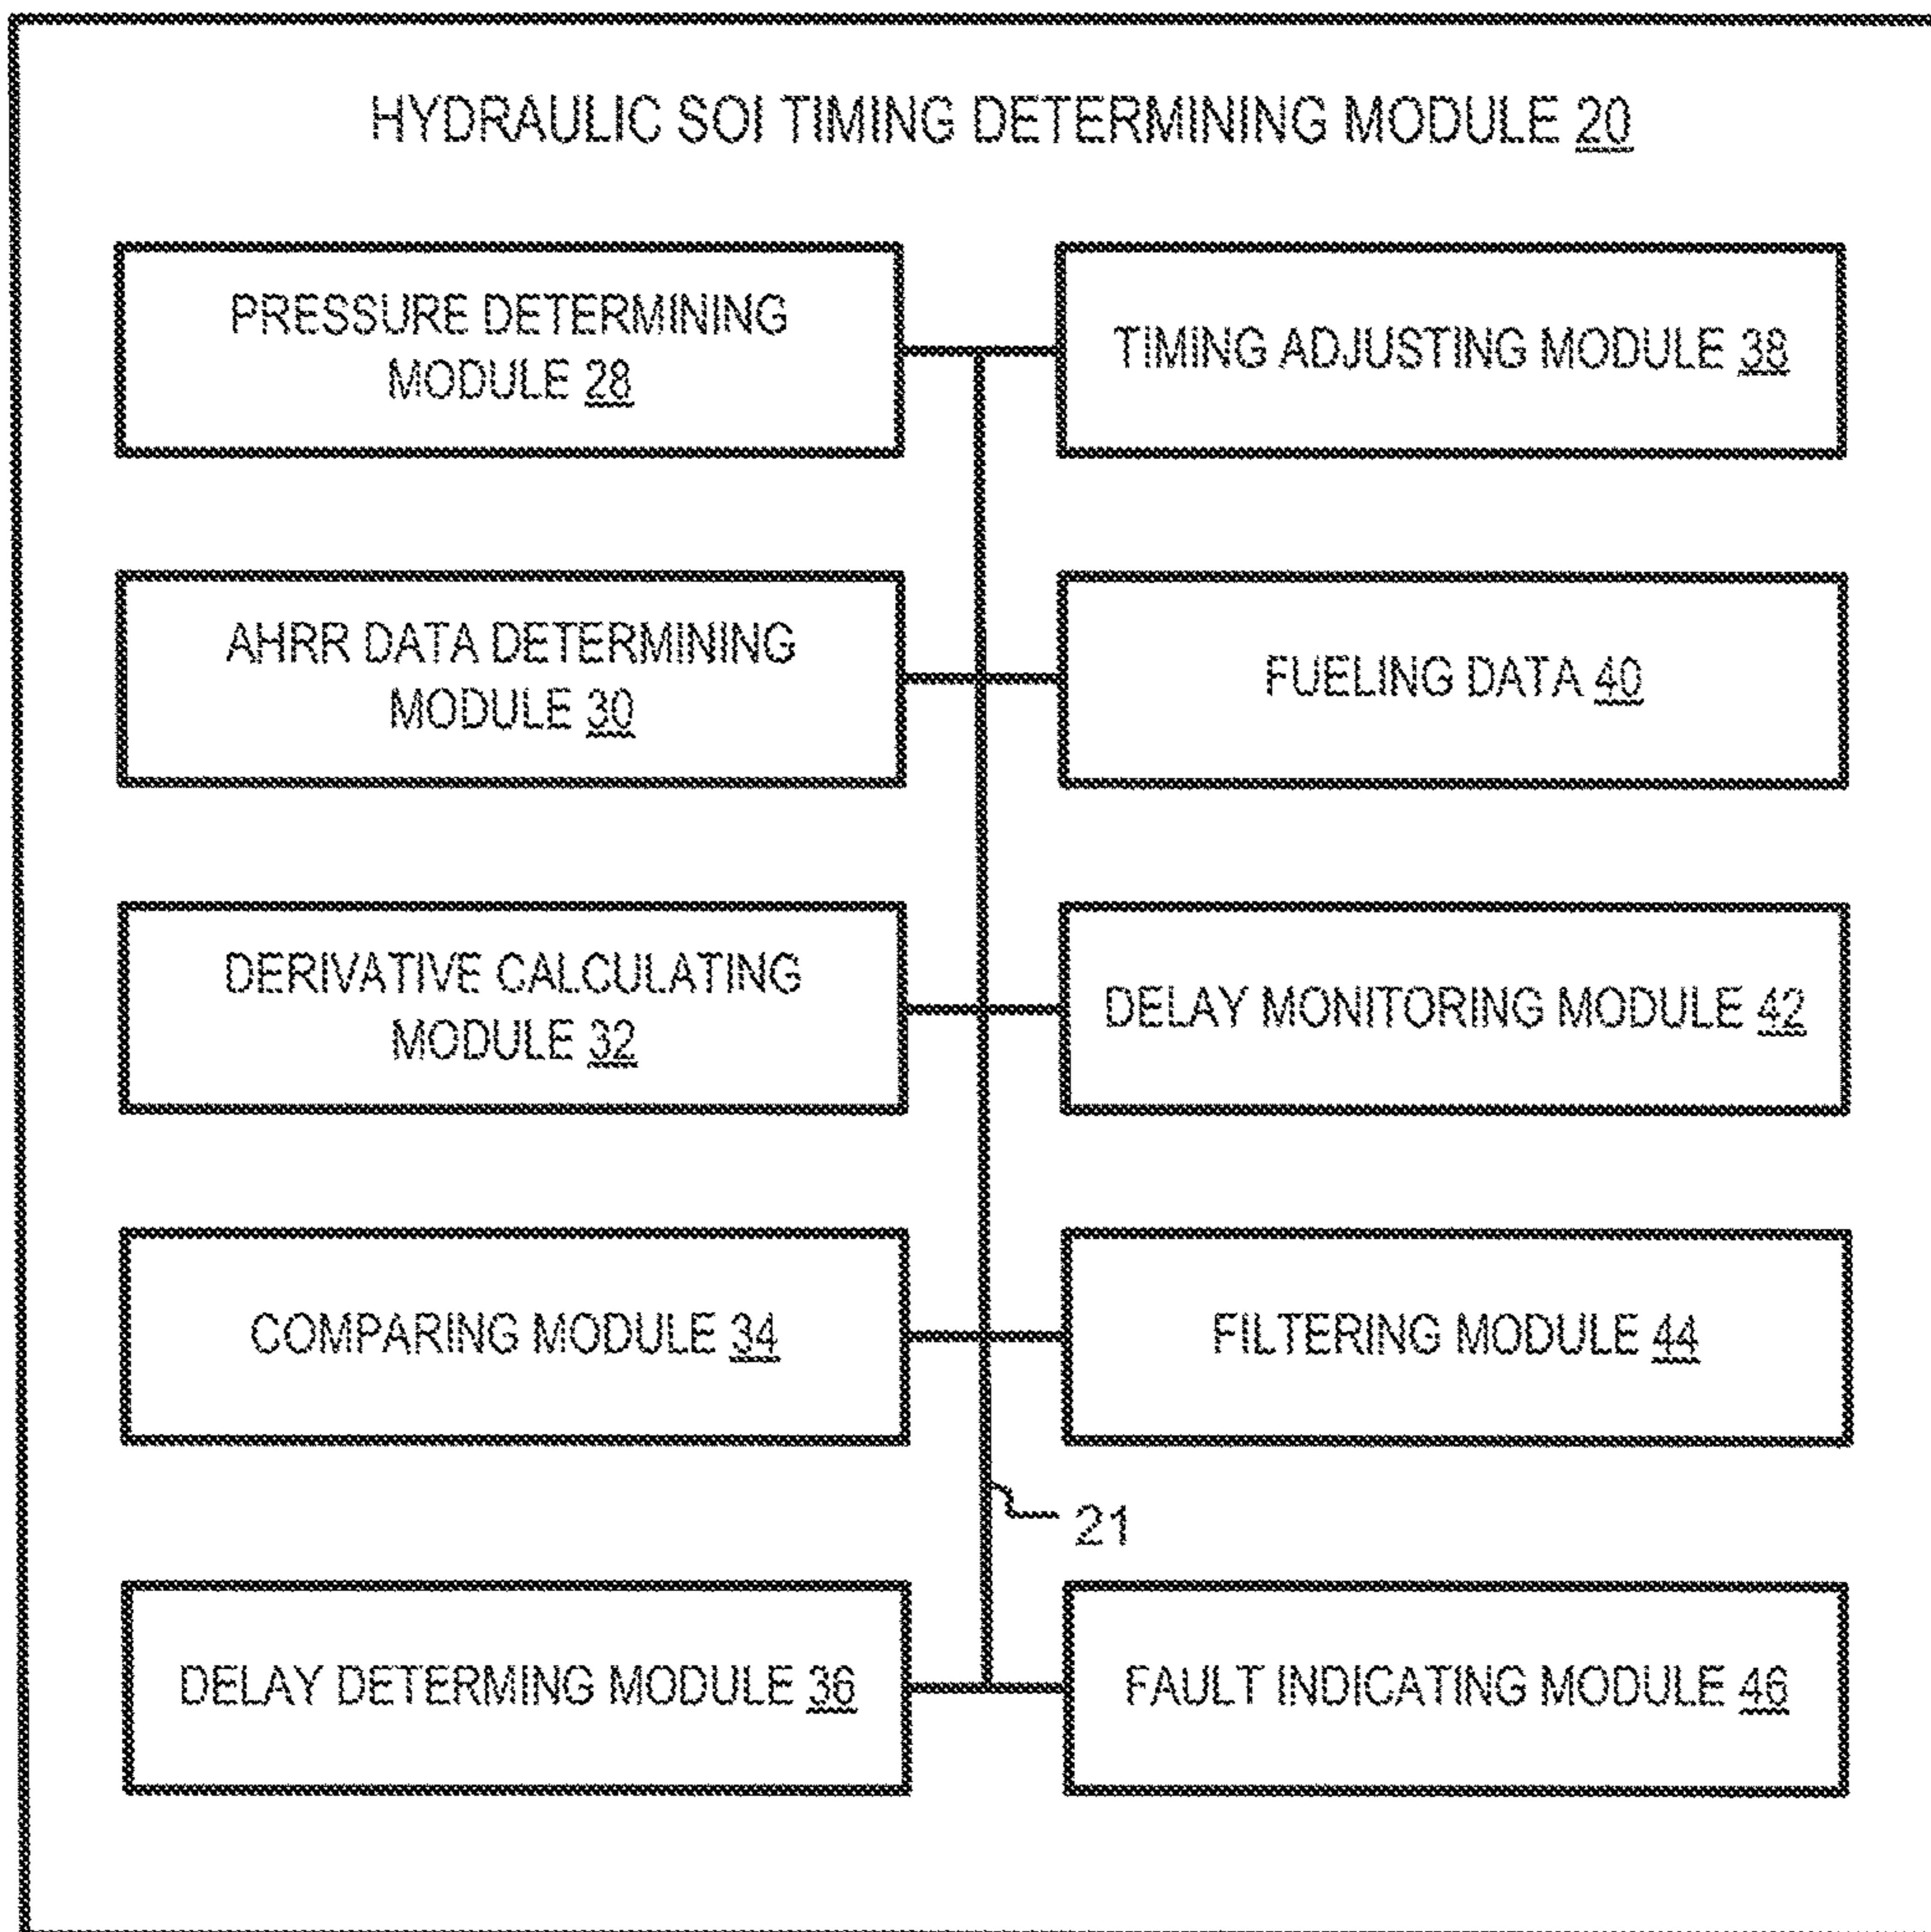 HYDRAULIC SOI TIMING DETERMINING MODULE 20
PRESSURE DETERMINING
MODULE 28
TIMING ADJUSTING MODULE 38
AHRR DATA DETERMINING
MODULE 30
FUELING DATA 40
DERIVATIVE CALCULATING
MODULE 32
DELAY MONITORING MODULE 42
COMPARING MODULE 34
FILTERING MODULE 44
21
DELAY DETERMING MODULE 36
FAULT INDICATING MODULE 46